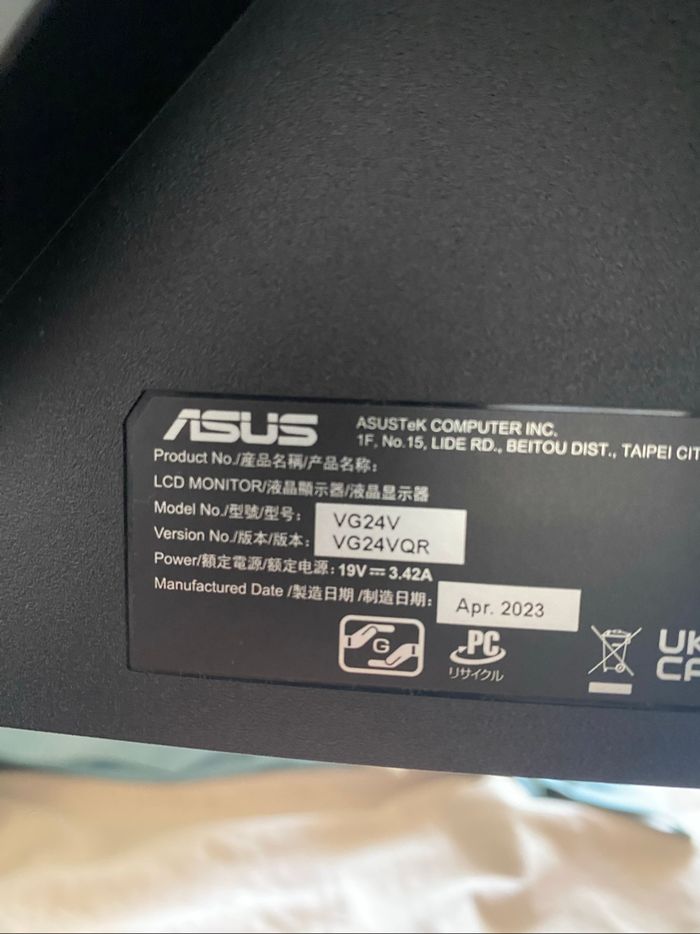 ASUS
ASUSTeK COMPUTER INC.
1F, No.15, LIDE RD., BEITOU DIST., TAIPEI CIT
Product No./產品名稱/产品名称:
LCD MONITOR/液晶顯示器/液晶显示器
Model No./型號/型号: VG24V
Version No./版本/版本: VG24VQR
Power/額定電源/额定电源: 19V⎓3.42A
Manufactured Date /製造日期 /制造日期: Apr. 2023
G
PC
リサイクル
UK
CA